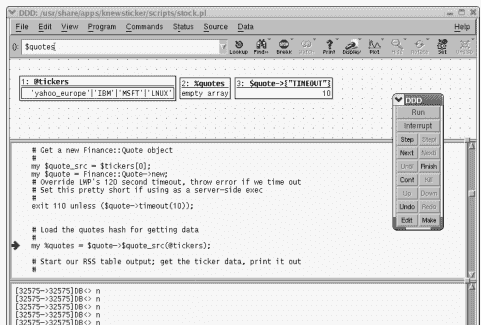 DDD: /usr/share/apps/knewsticker/scripts/stock.pl
File Edit View Program Commands Status Source Data Help
(): $quotes
Lookup Find» Break Watch Print Display Plot Set
1: @tickers
'yahoo_europe'|'IBM'|'MSFT'|'LNUX'
2: %quotes
empty array
3: $quote->{"TIMEOUT"}
10
DDD
Run
Interrupt
Step Stepi
Next Nexti
Until Finish
Cont Kill
Up Down
Undo Redo
Edit Make
# Get a new Finance::Quote object
#
my $quote_src = $tickers[0];
my $quote = Finance::Quote->new;
# Override LWP's 120 second timeout, throw error if we time out
# Set this pretty short if using as a server-side exec
#
exit 110 unless ($quote->timeout(10));
# Load the quotes hash for getting data
#
my %quotes = $quote->$quote_src(@tickers);
# Start our RSS table output; get the ticker data, print it out
#
[32575->32575]DB<> n
[32575->32575]DB<> n
[32575->32575]DB<> n
[32575->32575]DB<> n